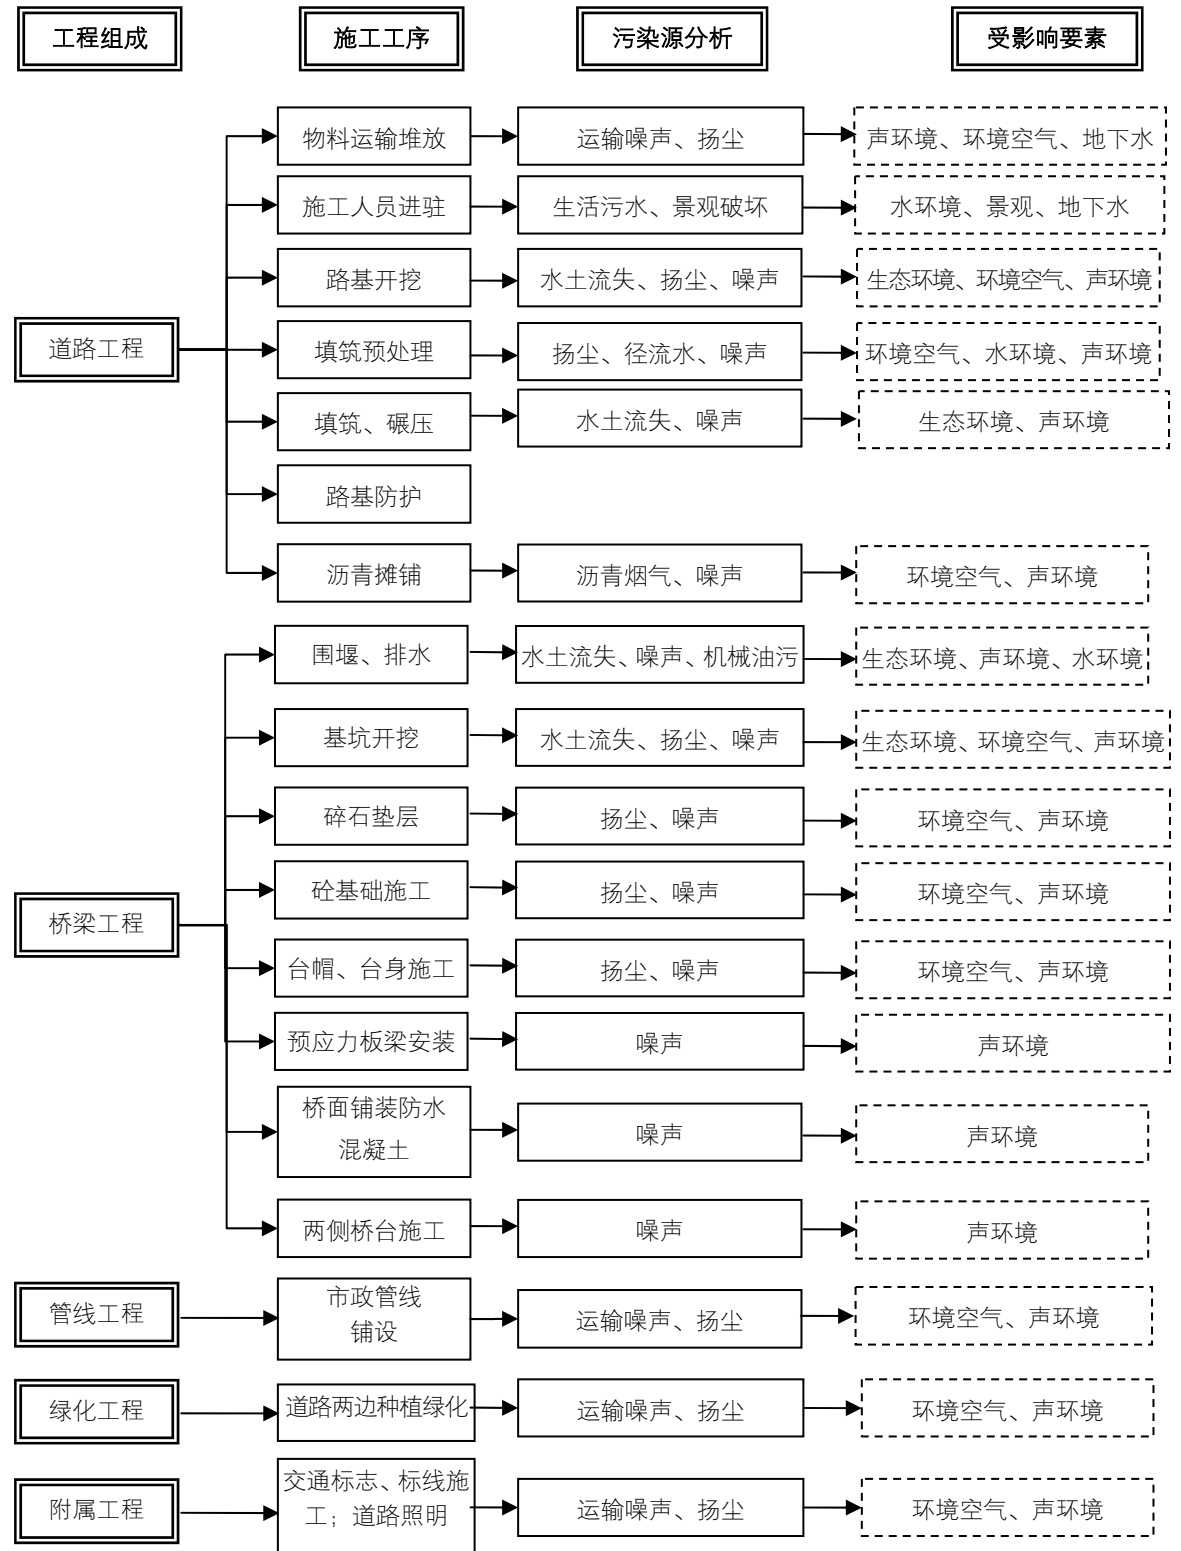 工程组成
施工工序
污染源分析
受影响要素
物料运输堆放
运输噪声、扬尘
声环境、环境空气、地下水
施工人员进驻
生活污水、景观破坏
水环境、景观、地下水
路基开挖
水土流失、扬尘、噪声
生态环境、环境空气、声环境
道路工程
填筑预处理
扬尘、径流水、噪声
环境空气、水环境、声环境
填筑、碾压
水土流失、噪声
生态环境、声环境
路基防护
沥青摊铺
沥青烟气、噪声
环境空气、声环境
围堰、排水
水土流失、噪声、机械油污
生态环境、声环境、水环境
基坑开挖
水土流失、扬尘、噪声
生态环境、环境空气、声环境
碎石垫层
扬尘、噪声
环境空气、声环境
桥梁工程
砼基础施工
扬尘、噪声
环境空气、声环境
台帽、台身施工
扬尘、噪声
环境空气、声环境
预应力板梁安装
噪声
声环境
桥面铺装防水
混凝土
噪声
声环境
两侧桥台施工
噪声
声环境
管线工程
市政管线
铺设
运输噪声、扬尘
环境空气、声环境
绿化工程
道路两边种植绿化
运输噪声、扬尘
环境空气、声环境
附属工程
交通标志、标线施
工；道路照明
运输噪声、扬尘
环境空气、声环境